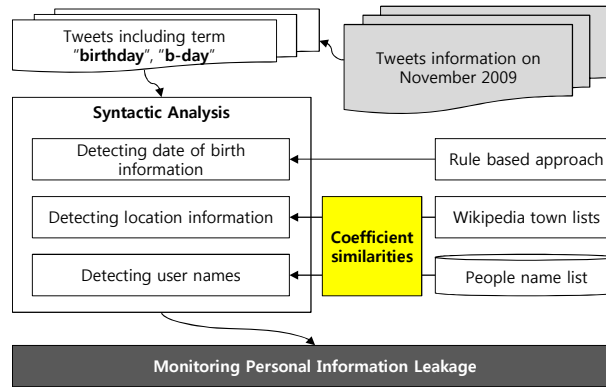 Tweets including term
"birthday", "b-day"
Tweets information on
November 2009
Syntactic Analysis
Detecting date of birth
information
Rule based approach
Detecting location information
Coefficient
similarities
Wikipedia town lists
Detecting user names
People name list
Monitoring Personal Information Leakage